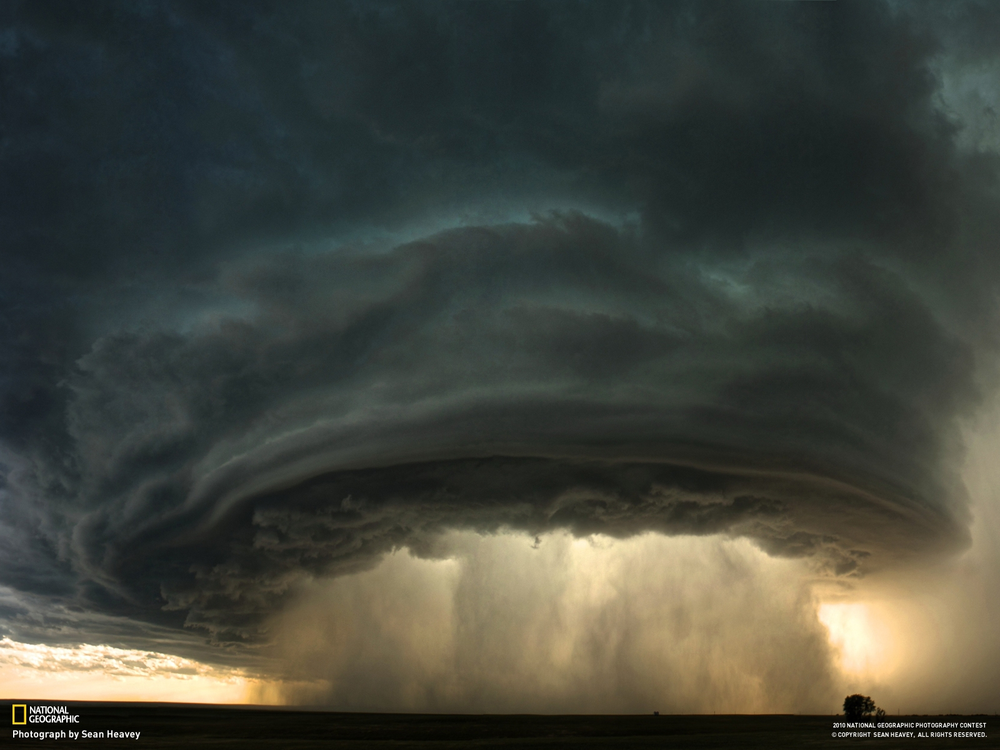 NATIONAL
GEOGRAPHIC
Photograph by Sean Heavey
2010 NATIONAL GEOGRAPHIC PHOTOGRAPHY CONTEST
© COPYRIGHT SEAN HEAVEY, ALL RIGHTS RESERVED.